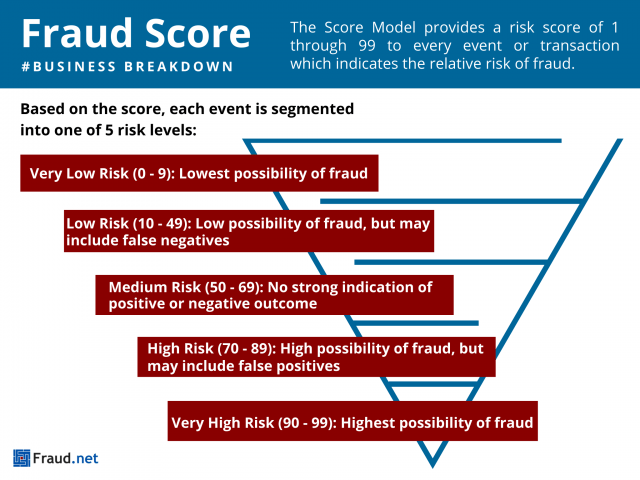 Fraud Score
#BUSINESS BREAKDOWN
The Score Model provides a risk score of 1
through 99 to every event or transaction
which indicates the relative risk of fraud.
Based on the score, each event is segmented
into one of 5 risk levels:
Very Low Risk (0 - 9): Lowest possibility of fraud
Low Risk (10 - 49): Low possibility of fraud, but may
include false negatives
Medium Risk (50 - 69): No strong indication of
positive or negative outcome
High Risk (70 - 89): High possibility of fraud, but
may include false positives
Very High Risk (90 - 99): Highest possibility of fraud
Fraud.net